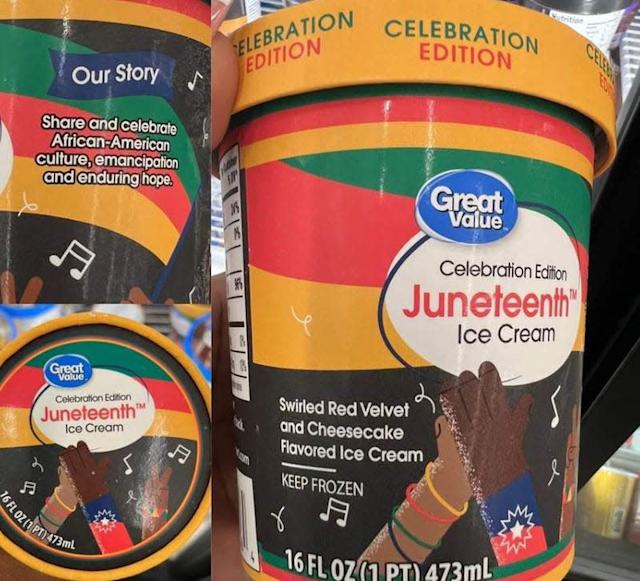 Our Story
Share and celebrate
African-American
culture, emancipation
and enduring hope.
Great
Value
Celebration Edition
Juneteenth™
Ice Cream
16 FL OZ (1 PT) 473mL
CELEBRATION
EDITION
CELEBRATION
EDITION
Great
Value
Celebration Edition
Juneteenth™
Ice Cream
Swirled Red Velvet
and Cheesecake
Flavored Ice Cream
KEEP FROZEN
16 FL OZ (1 PT) 473mL